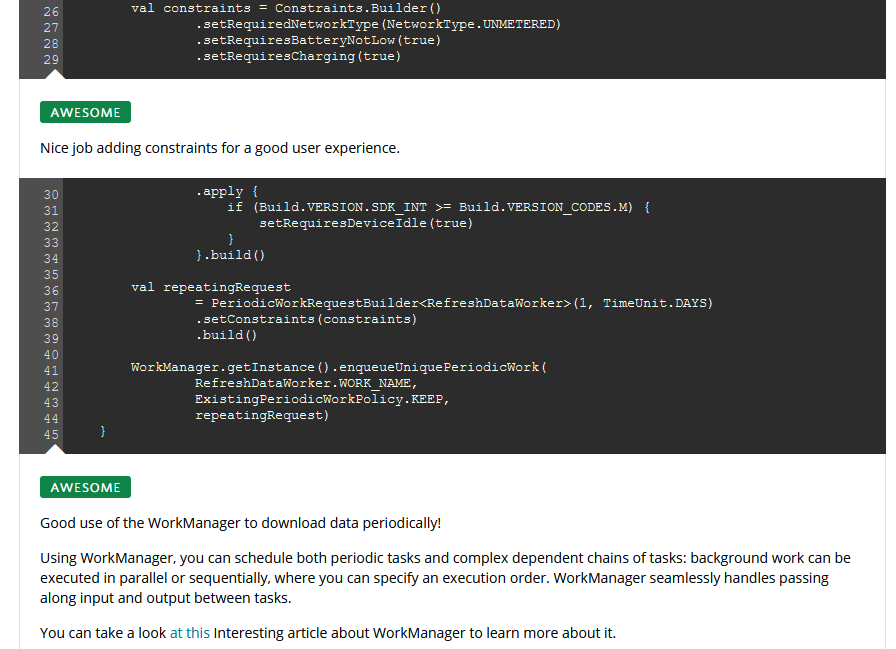 26 val constraints = Constraints.Builder()
27 .setRequiredNetworkType(NetworkType.UNMETERED)
28 .setRequiresBatteryNotLow(true)
29 .setRequiresCharging(true)
AWESOME
Nice job adding constraints for a good user experience.
30 .apply {
31 if (Build.VERSION.SDK_INT >= Build.VERSION_CODES.M) {
32 setRequiresDeviceIdle(true)
33 }
34 }.build()
35
36 val repeatingRequest
37 = PeriodicWorkRequestBuilder<RefreshDataWorker>(1, TimeUnit.DAYS)
38 .setConstraints(constraints)
39 .build()
40
41 WorkManager.getInstance().enqueueUniquePeriodicWork(
42 RefreshDataWorker.WORK_NAME,
43 ExistingPeriodicWorkPolicy.KEEP,
44 repeatingRequest)
45 }
AWESOME
Good use of the WorkManager to download data periodically!
Using WorkManager, you can schedule both periodic tasks and complex dependent chains of tasks: background work can be
executed in parallel or sequentially, where you can specify an execution order. WorkManager seamlessly handles passing
along input and output between tasks.
You can take a look at this Interesting article about WorkManager to learn more about it.